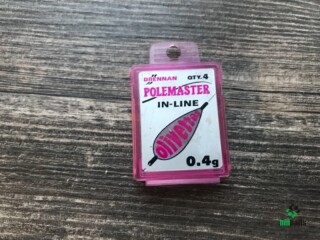 DRENNAN QTY. 4
POLEMASTER
IN-LINE
olivette
0.4g